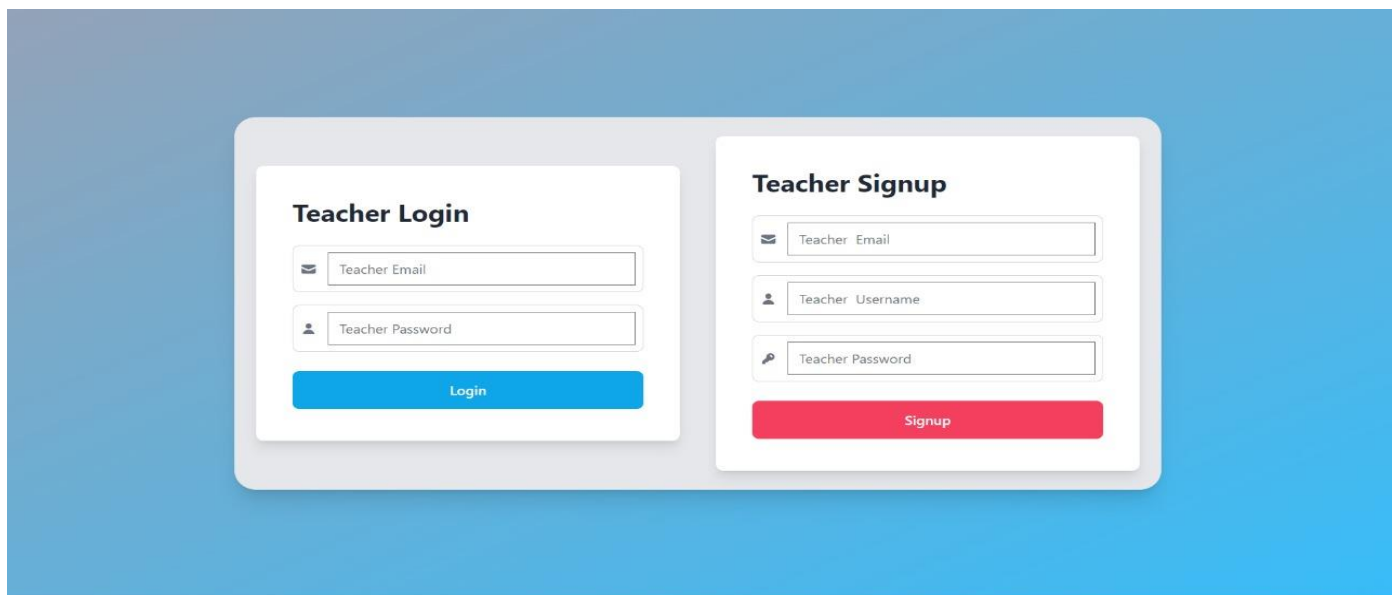 Teacher Login
Teacher Email
Teacher Password
Login
Teacher Signup
Teacher  Email
Teacher  Username
Teacher Password
Signup